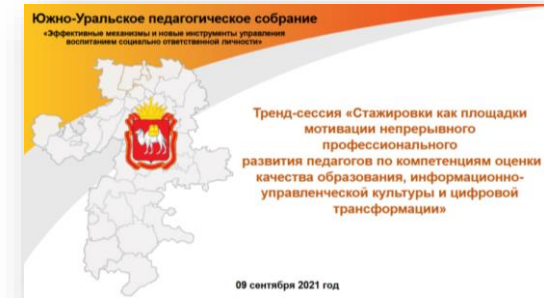 Южно-Уральское педагогическое собрание
«Эффективные механизмы и новые инструменты управления
воспитанием социально ответственной личности»
Тренд-сессия «Стажировки как площадки
мотивации непрерывного
профессионального
развития педагогов по компетенциям оценки
качества образования, информационно-
управленческой культуры и цифровой
трансформации»
09 сентября 2021 год